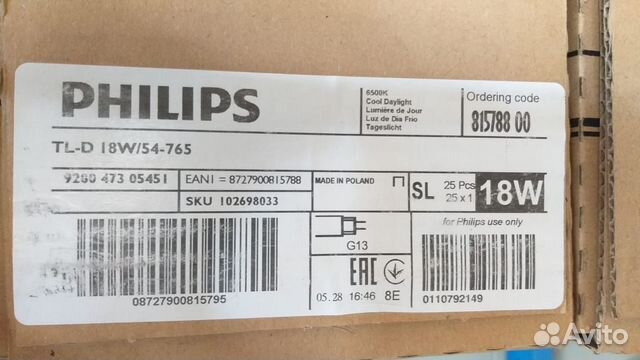 PHILIPS
TL-D 18W/54-765
6500K
Cool Daylight
Lumière de Jour
Luz de Dia Frio
Tageslicht
Ordering code
815788 00
9280 473 05451
EAN1 = 8727900815788
SKU 102698033
MADE IN POLAND
SL
25 Pcs
25 x 1
18W
for Philips use only
G13
EAC
05.28 16:46 8E
08727900815795
0110792149
Avito